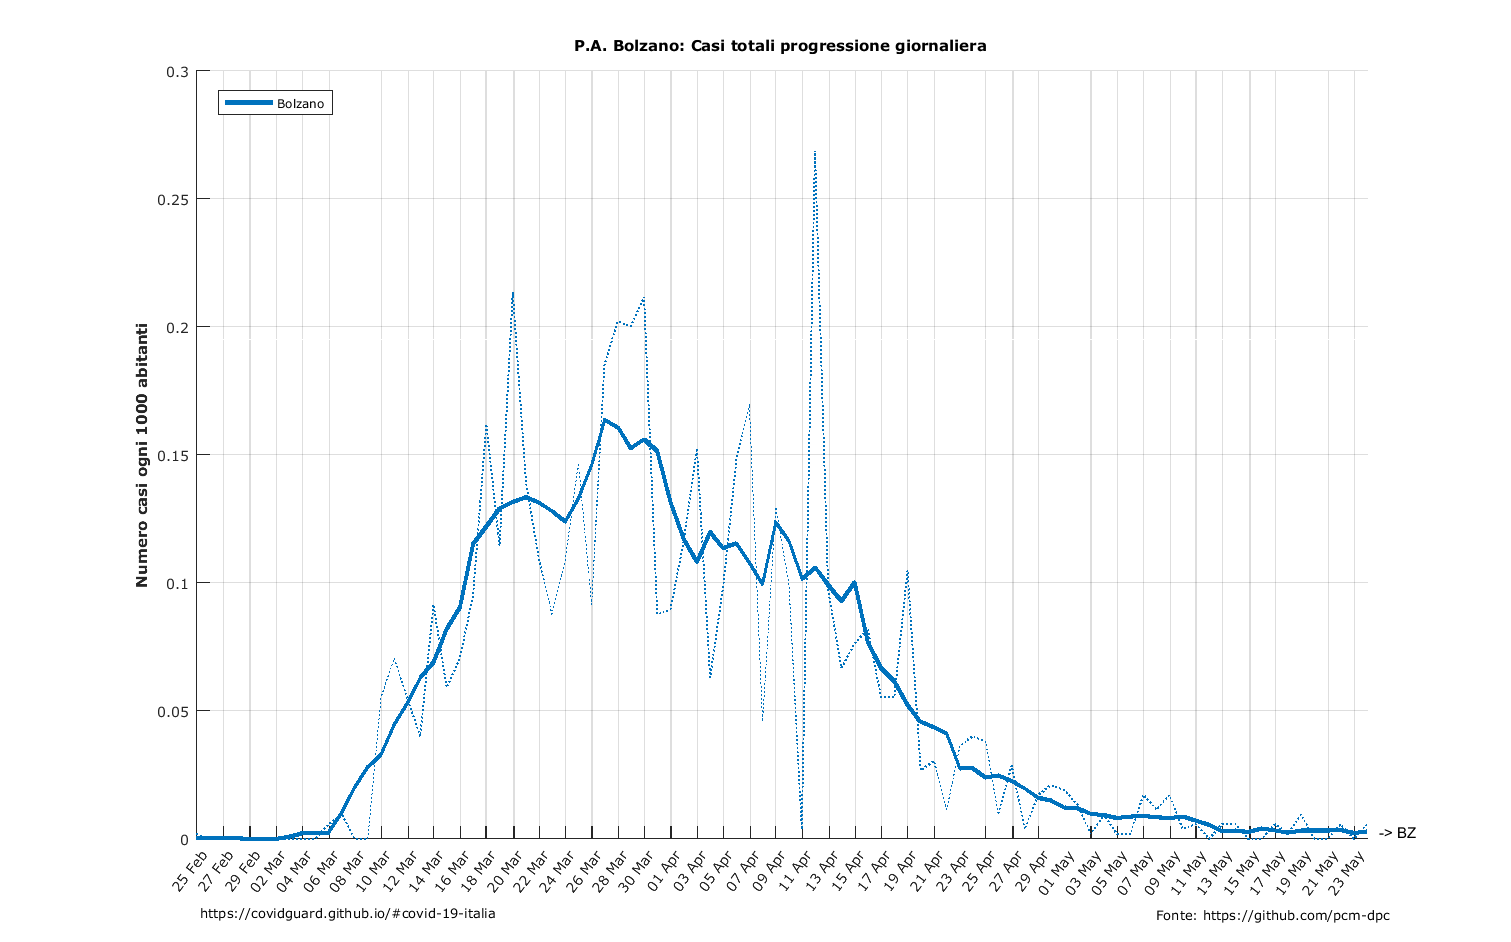 P.A. Bolzano: Casi totali progressione giornaliera
Bolzano
Numero casi ogni 1000 abitanti
0.3
0.25
0.2
0.15
0.1
0.05
0
-> BZ
25 Feb
27 Feb
29 Feb
02 Mar
04 Mar
06 Mar
08 Mar
10 Mar
12 Mar
14 Mar
16 Mar
18 Mar
20 Mar
22 Mar
24 Mar
26 Mar
28 Mar
30 Mar
01 Apr
03 Apr
05 Apr
07 Apr
09 Apr
11 Apr
13 Apr
15 Apr
17 Apr
19 Apr
21 Apr
23 Apr
25 Apr
27 Apr
29 Apr
01 May
03 May
05 May
07 May
09 May
11 May
13 May
15 May
17 May
19 May
21 May
23 May
https://covidguard.github.io/#covid-19-italia
Fonte: https://github.com/pcm-dpc